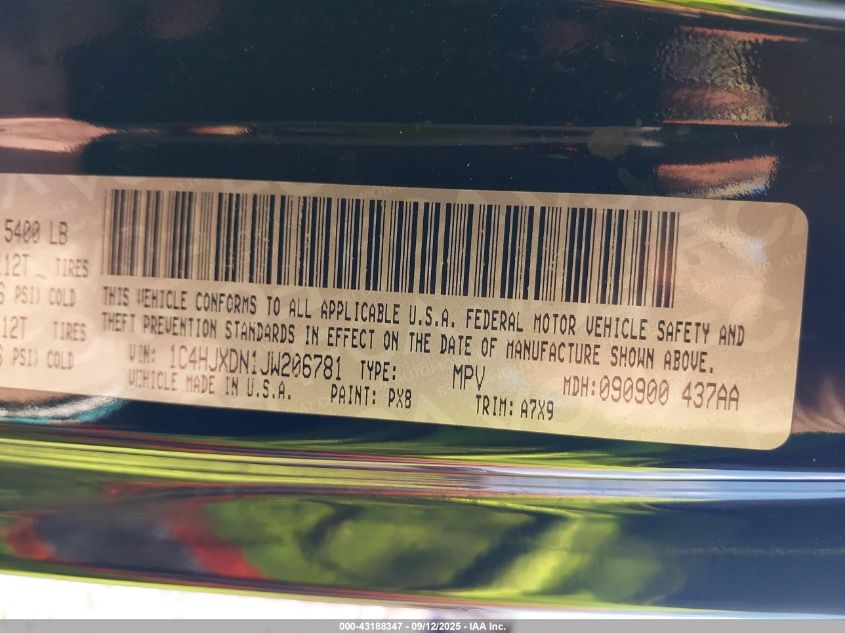 5400 LB
112T TIRES
PSI) COLD
12T TIRES
PSI) COLD
THIS VEHICLE CONFORMS TO ALL APPLICABLE U.S.A. FEDERAL MOTOR VEHICLE SAFETY AND
THEFT PREVENTION STANDARDS IN EFFECT ON THE DATE OF MANUFACTURE SHOWN ABOVE.
VIN: 1C4HJXDN1JW206781 TYPE: MPV MDH:090900 437AA
VEHICLE MADE IN U.S.A. PAINT: PX8 TRIM: A7X9
000-43188347 - 09/12/2025 - IAA Inc.